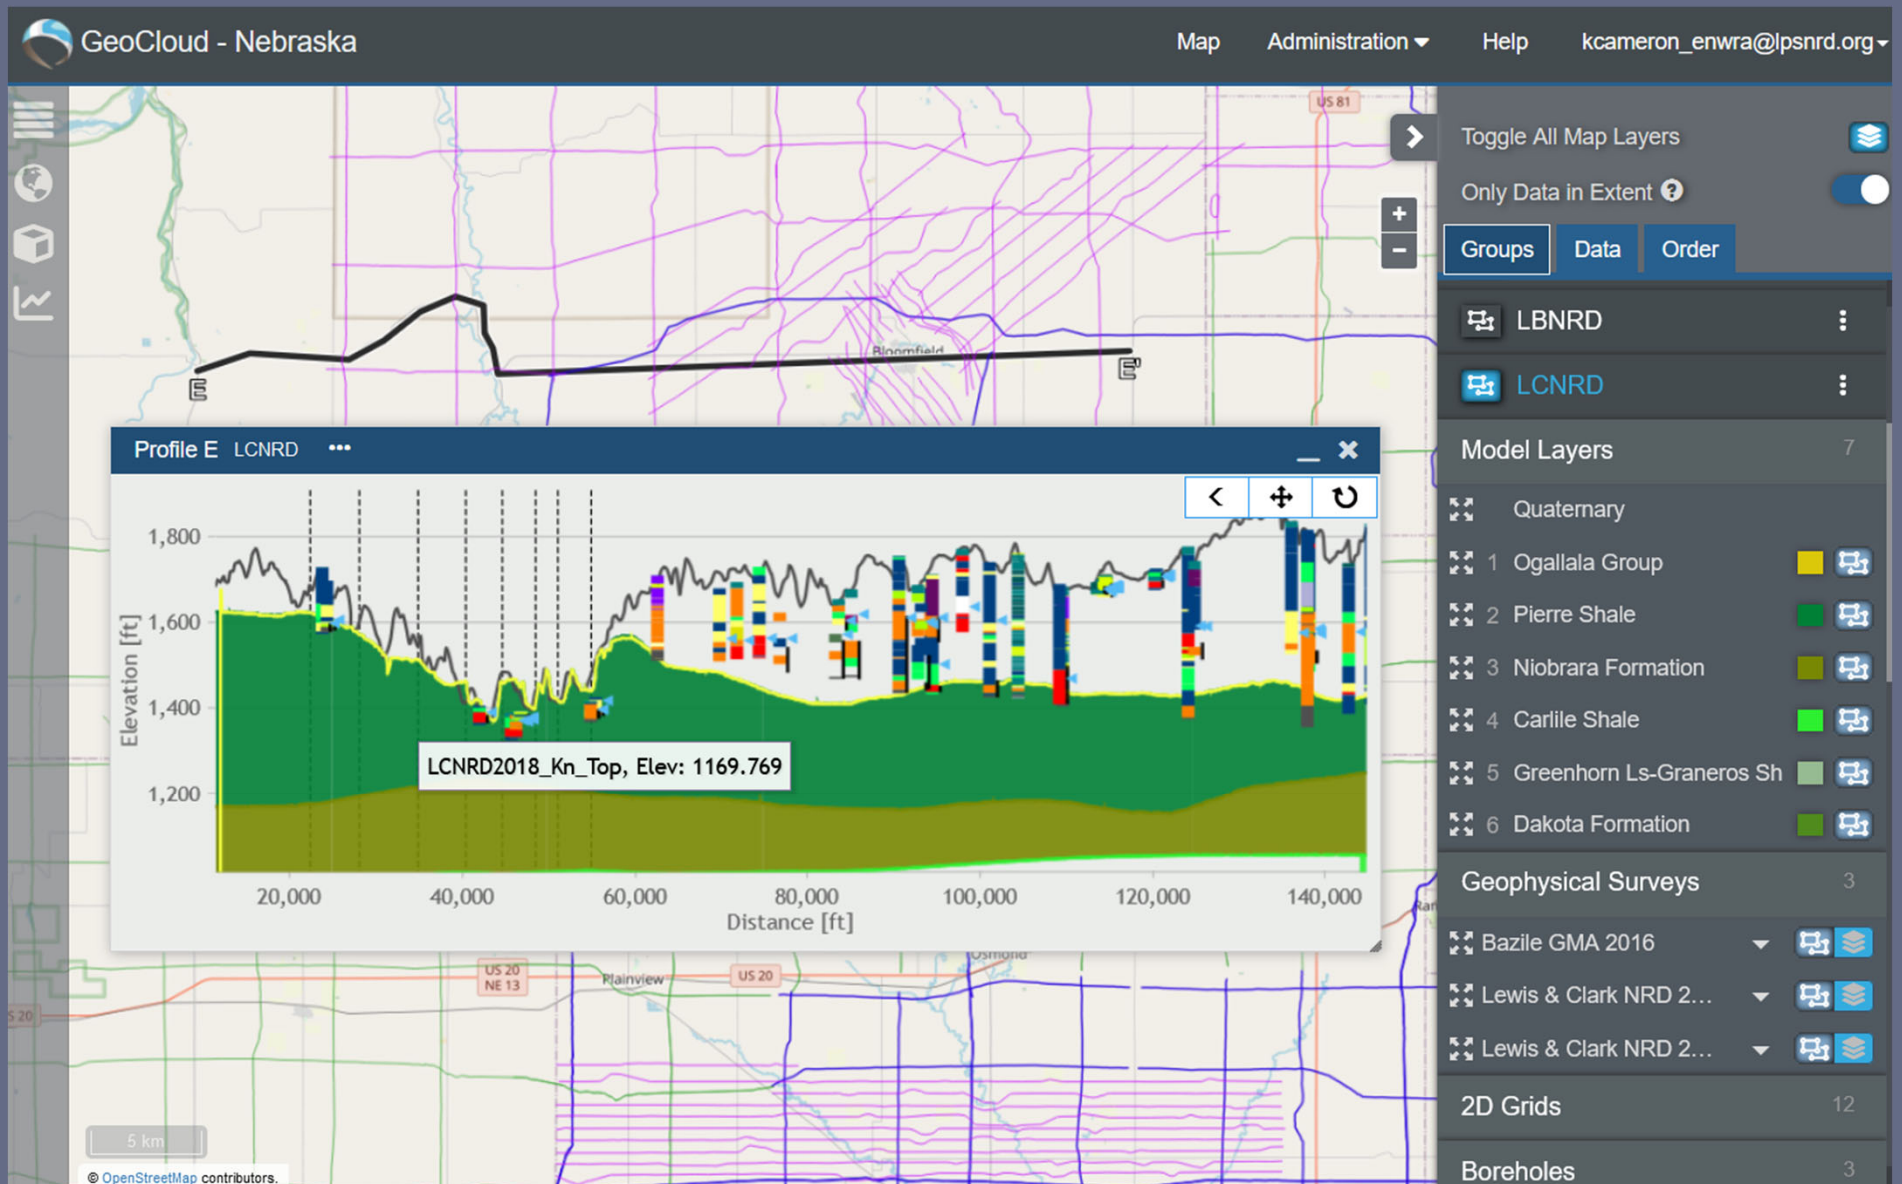 GeoCloud - Nebraska
Map
Administration
Help
kcameron_enwra@lpsnrd.org
US 81
Toggle All Map Layers
Only Data in Extent ?
+
−
Groups
Data
Order
LBNRD
LCNRD
Bloomfield
E
E'
Profile E LCNRD
1,800
1,600
1,400
1,200
Elevation [ft]
LCNRD2018_Kn_Top, Elev: 1169.769
20,000
40,000
60,000
80,000
100,000
120,000
140,000
Distance [ft]
Model Layers 7
Quaternary
1 Ogallala Group
2 Pierre Shale
3 Niobrara Formation
4 Carlile Shale
5 Greenhorn Ls-Graneros Sh
6 Dakota Formation
Geophysical Surveys 3
Bazile GMA 2016
Lewis & Clark NRD 2...
Lewis & Clark NRD 2...
2D Grids 12
Boreholes 3
Osmond
US 20
NE 13
Plainview
US 20
S 20
5 km
© OpenStreetMap contributors.